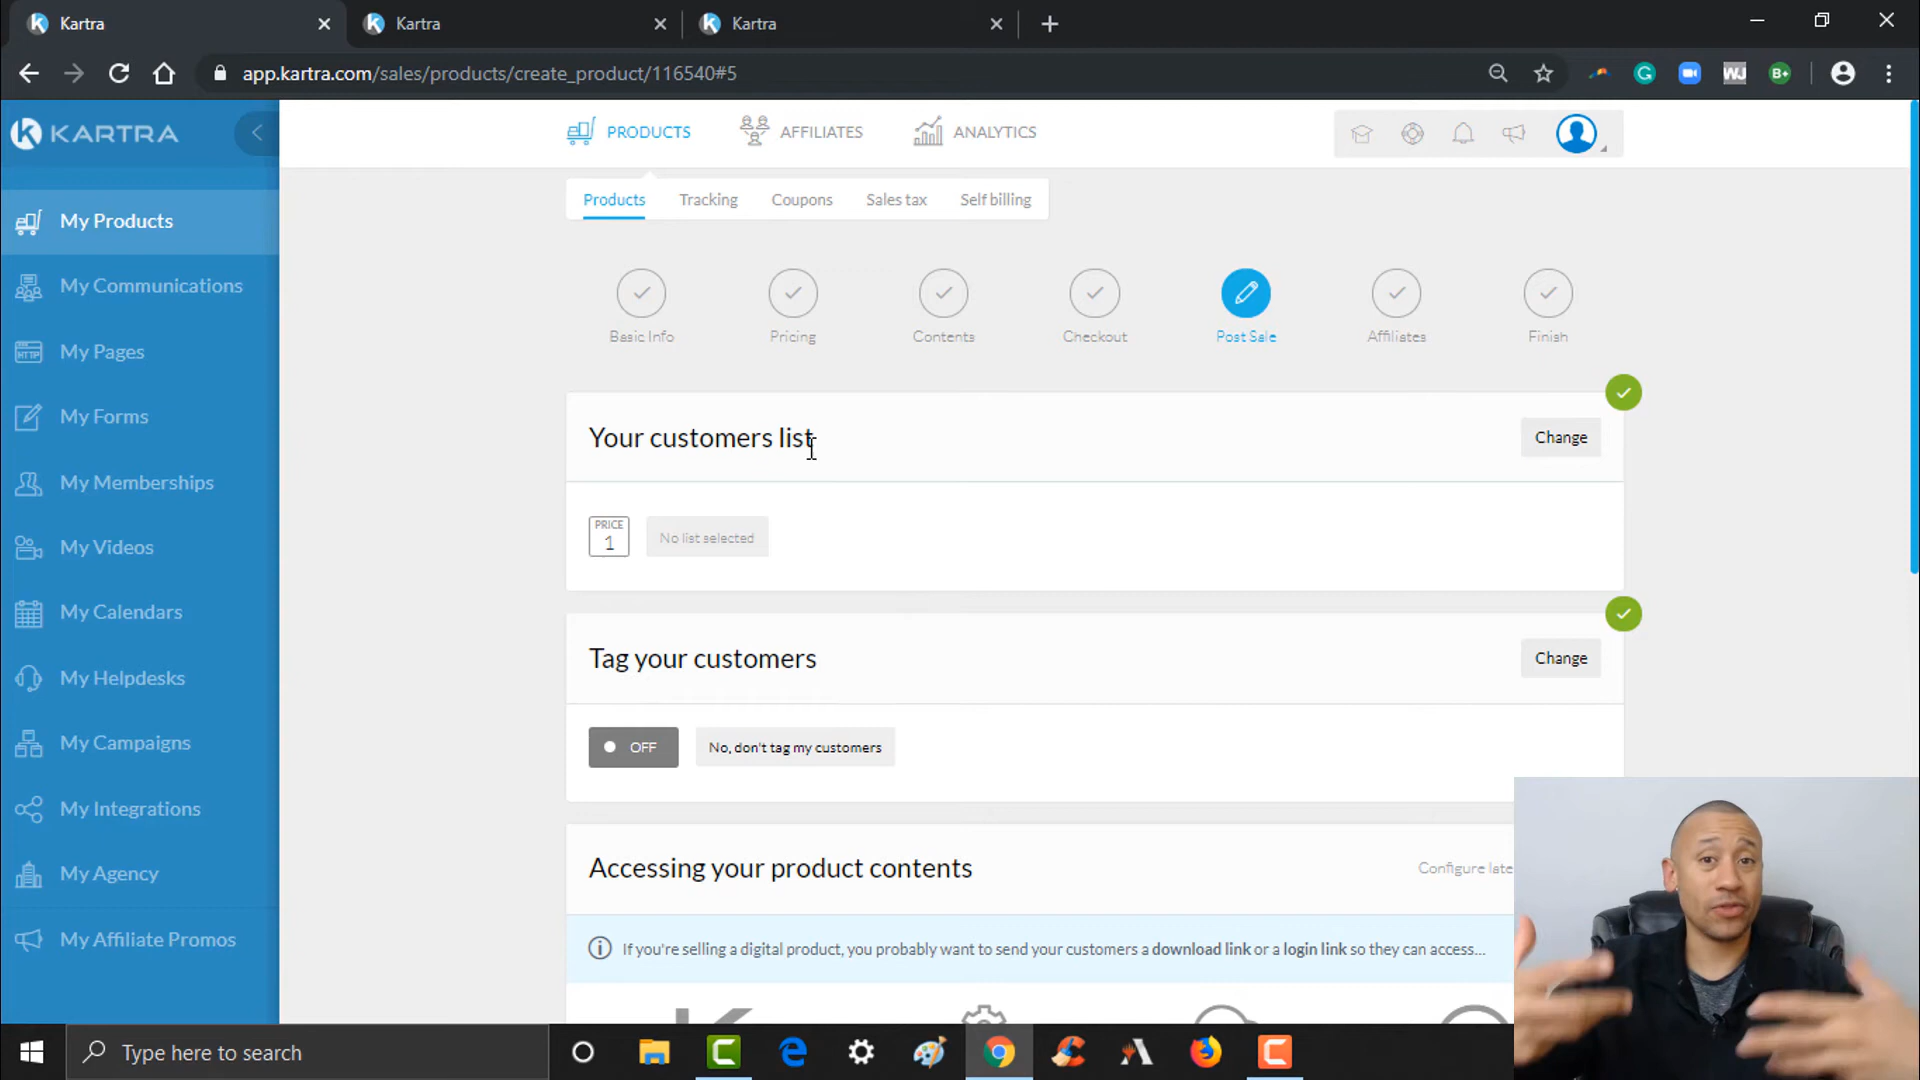 Kartra
Kartra
Kartra
app.kartra.com/sales/products/create_product/116540#5
KARTRA
PRODUCTS
AFFILIATES
ANALYTICS
Products
Tracking
Coupons
Sales tax
Self billing
My Products
My Communications
My Pages
My Forms
My Memberships
My Videos
My Calendars
My Helpdesks
My Campaigns
My Integrations
My Agency
My Affiliate Promos
Basic Info
Pricing
Contents
Checkout
Post Sale
Affiliates
Finish
Your customers list
Change
PRICE
1
No list selected
Tag your customers
Change
OFF
No, don't tag my customers
Accessing your product contents
Configure late
If you're selling a digital product, you probably want to send your customers a download link or a login link so they can access...
Type here to search